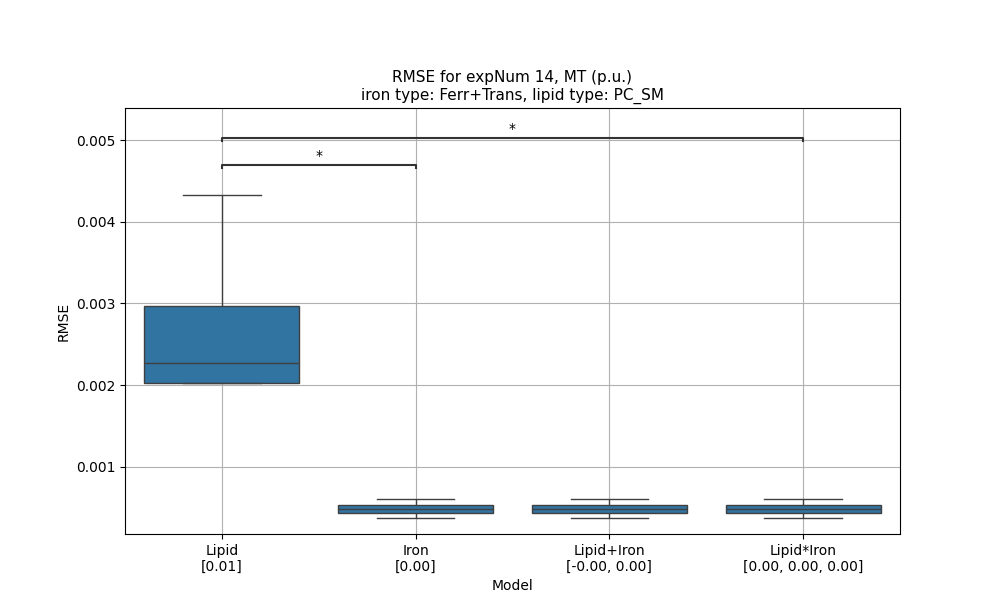 RMSE for expNum 14, MT (p.u.)
iron type: Ferr+Trans, lipid type: PC_SM
*
*
0.005
0.004
0.003
0.002
0.001
RMSE
Lipid
[0.01]
Iron
[0.00]
Lipid+Iron
[-0.00, 0.00]
Lipid*Iron
[0.00, 0.00, 0.00]
Model